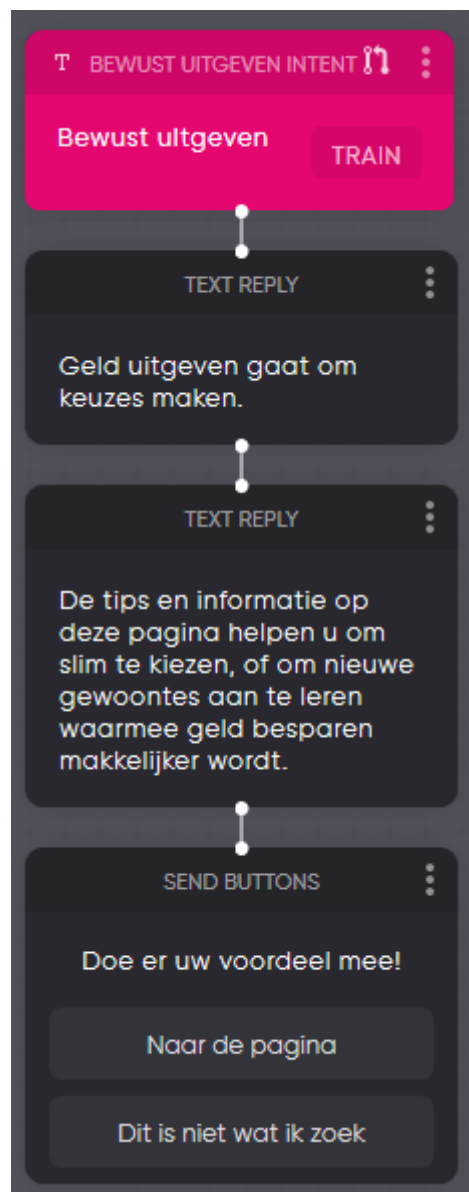 T BEWUST UITGEVEN INTENT
Bewust uitgeven
TRAIN
TEXT REPLY
Geld uitgeven gaat om
keuzes maken.
TEXT REPLY
De tips en informatie op
deze pagina helpen u om
slim te kiezen, of om nieuwe
gewoontes aan te leren
waarmee geld besparen
makkelijker wordt.
SEND BUTTONS
Doe er uw voordeel mee!
Naar de pagina
Dit is niet wat ik zoek